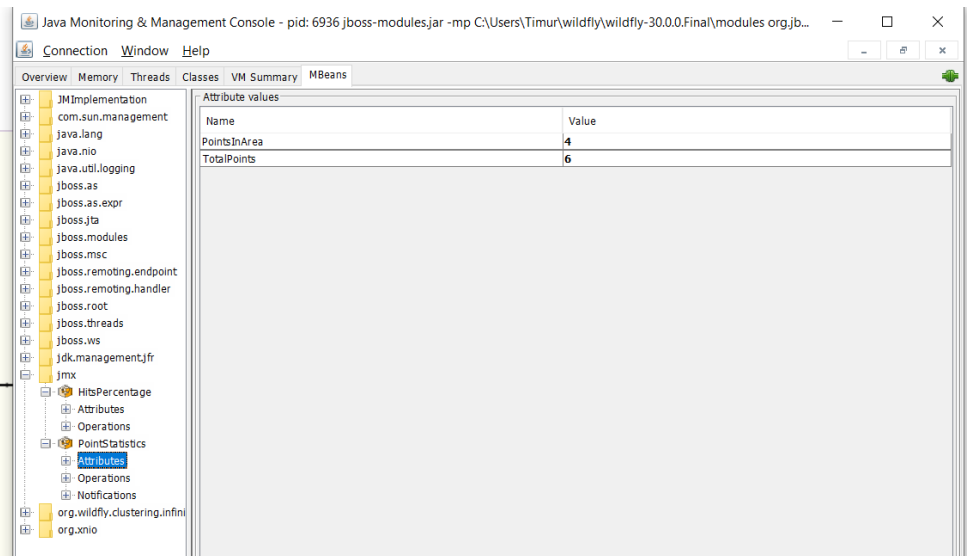 Java Monitoring & Management Console - pid: 6936 jboss-modules.jar -mp C:\Users\Timur\wildfly\wildfly-30.0.0.Final\modules org.jb...
Connection Window Help
Overview Memory Threads Classes VM Summary MBeans
JMImplementation
com.sun.management
java.lang
java.nio
java.util.logging
jboss.as
jboss.as.expr
jboss.jta
jboss.modules
jboss.msc
jboss.remoting.endpoint
jboss.remoting.handler
jboss.root
jboss.threads
jboss.ws
jdk.management.jfr
jmx
HitsPercentage
Attributes
Operations
PointStatistics
Attributes
Operations
Notifications
org.wildfly.clustering.infini
org.xnio
Attribute values
Name Value
PointsInArea 4
TotalPoints 6